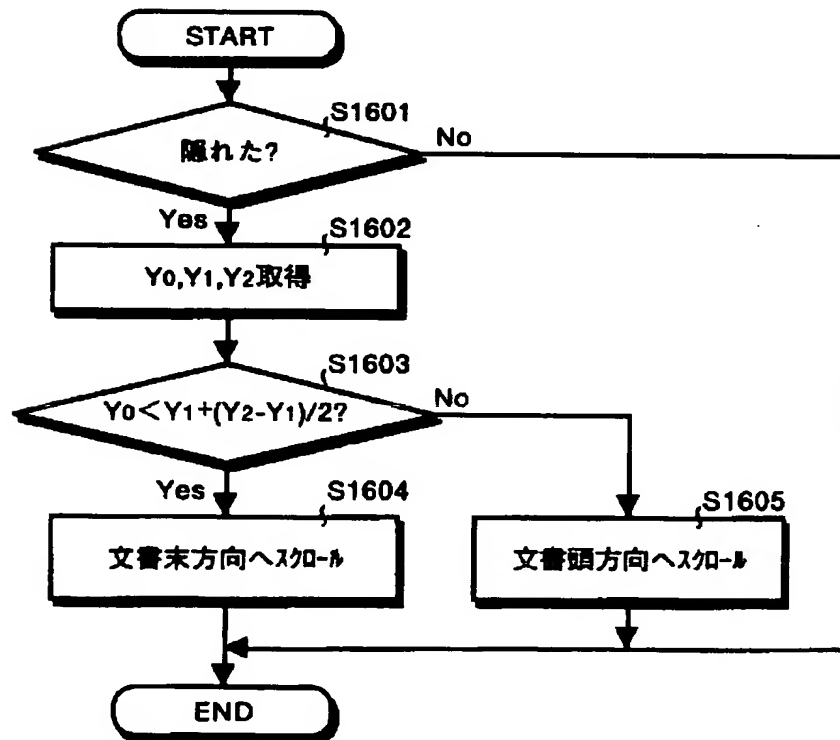 START
S1601
隠れた?
No
Yes
S1602
Y0,Y1,Y2取得
S1603
Y0<Y1+(Y2-Y1)/2?
No
Yes
S1604
S1605
文書末方向へスクロール
文書頭方向へスクロール
END